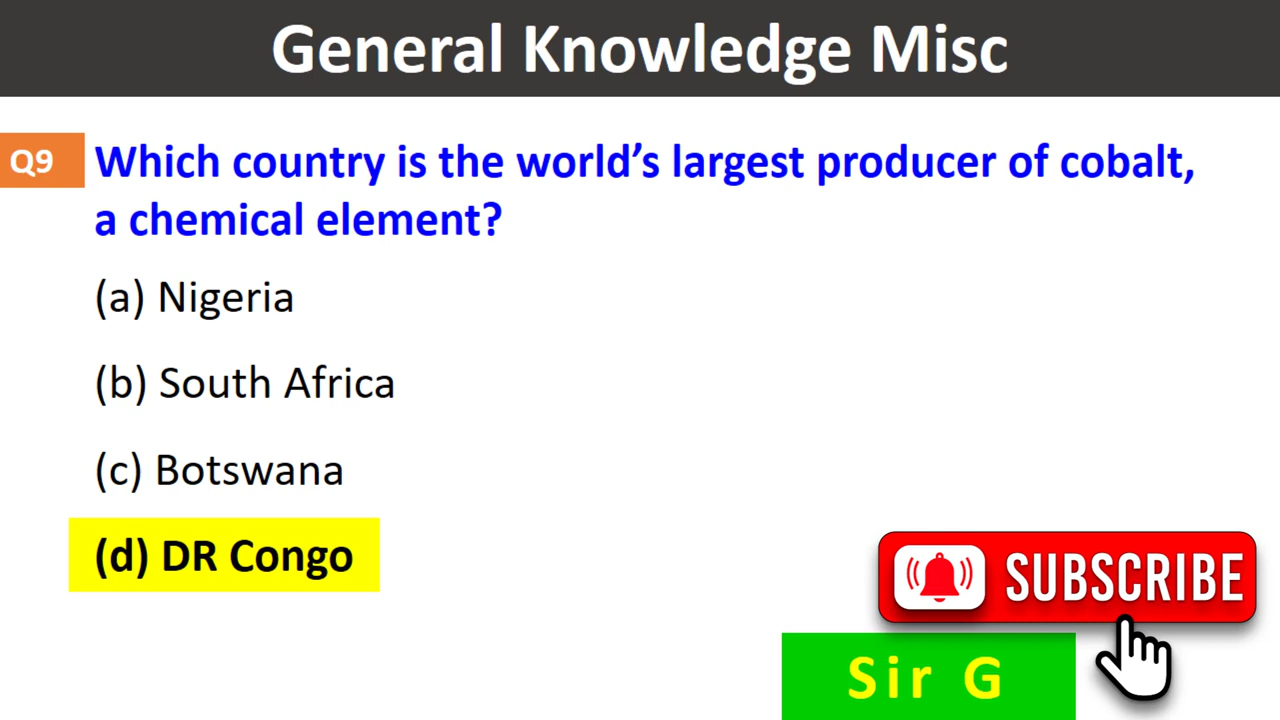 General Knowledge Misc
Q9
Which country is the world’s largest producer of cobalt,
a chemical element?
(a) Nigeria
(b) South Africa
(c) Botswana
(d) DR Congo
SUBSCRIBE
Sir G